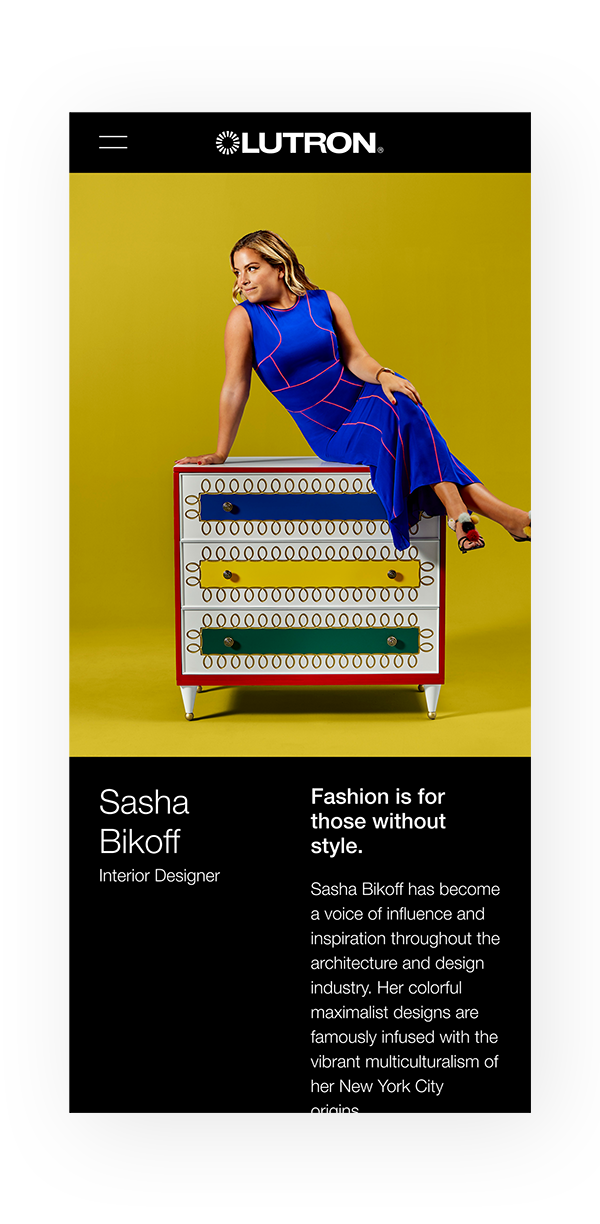 LUTRON®
Sasha
Bikoff
Interior Designer
Fashion is for
those without
style.
Sasha Bikoff has become
a voice of influence and
inspiration throughout the
architecture and design
industry. Her colorful
maximalist designs are
famously infused with the
vibrant multiculturalism of
her New York City
origins